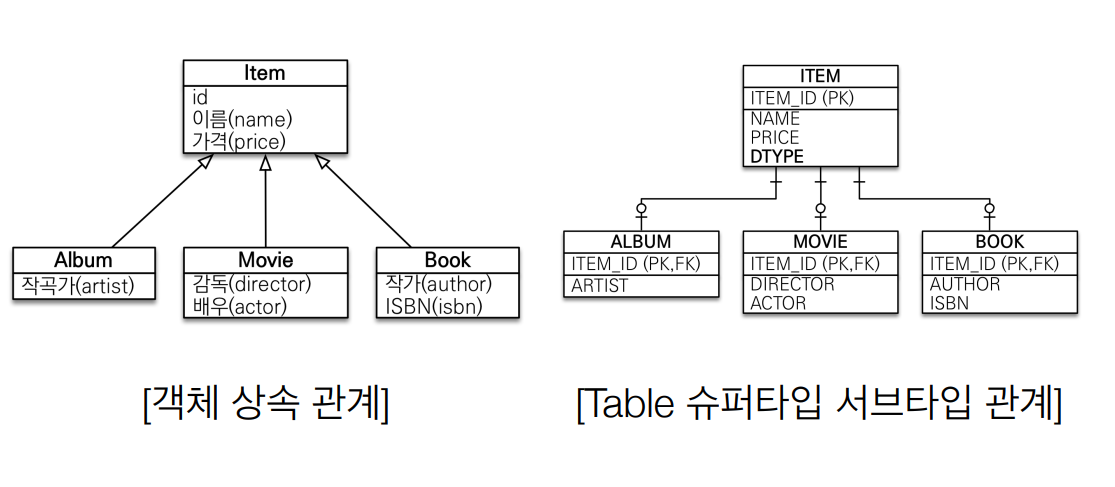 Item
id
이름(name)
가격(price)
Album
작곡가(artist)
Movie
감독(director)
배우(actor)
Book
작가(author)
ISBN(isbn)
[객체 상속 관계]
ITEM
ITEM_ID (PK)
NAME
PRICE
DTYPE
ALBUM
ITEM_ID (PK,FK)
ARTIST
MOVIE
ITEM_ID (PK,FK)
DIRECTOR
ACTOR
BOOK
ITEM_ID (PK,FK)
AUTHOR
ISBN
[Table 슈퍼타입 서브타입 관계]